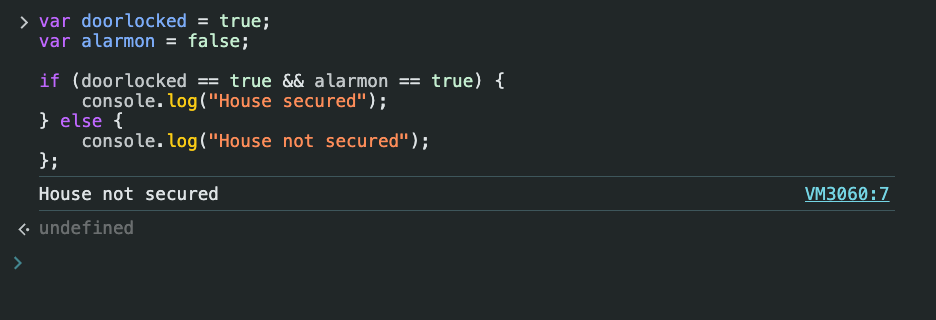 > var doorlocked = true;
var alarmon = false;
if (doorlocked == true && alarmon == true) {
    console.log("House secured");
} else {
    console.log("House not secured");
};
House not secured VM3060:7
undefined
>